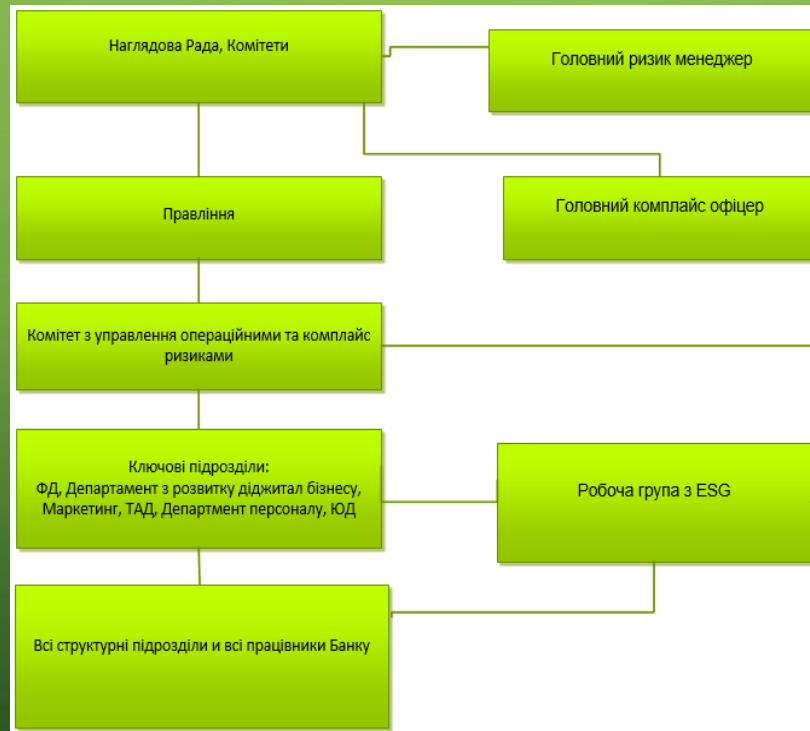 Наглядова Рада, Комітети
Головний ризик менеджер
Правління
Головний комплайс офіцер
Комітет з управління операційними та комплайс
ризиками
Ключові підрозділи:
ФД, Департамент з розвитку діджитал бізнесу,
Маркетинг, ТАД, Департмент персоналу, ЮД
Робоча група з ESG
Всі структурні підрозділи и всі працівники Банку